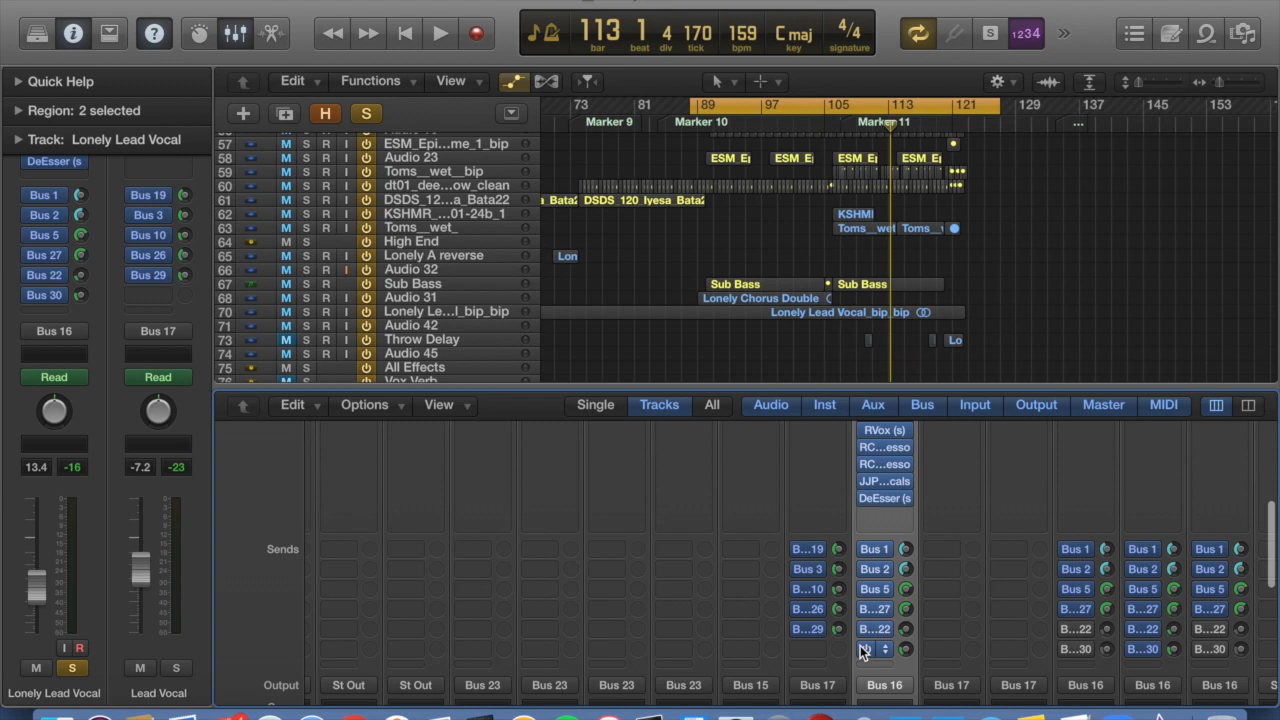 113 1 4 170 159 C maj 4/4
bar beat div tick bpm key signature
S 1234
Quick Help
Region: 2 selected
Track: Lonely Lead Vocal
Edit Functions View
H S
73 81 89 97 105 113 121 129 137 145 153
Marker 9 Marker 10 Marker 11 ...
57 M S R I ESM_Epi...me_1_bip
58 M S R I Audio 23 ESM_Ep ESM_E ESM_Ep ESM_Ep
59 M S R I Toms__wet__bip
60 M S R I dt01_dee...ow_clean
61 M S R I DSDS_12...a_Bata22 a_Bata2 DSDS_120_Iyesa_Bata2
62 M S R I KSHMR_...01-24b_1 KSHMI
63 M S R I Toms__wet_ Toms__wet Toms__v
64 M S High End
65 M S R I Lonely A reverse Lon
66 M S R I Audio 32
67 M S R Sub Bass Sub Bass Sub Bass
68 M S R I Audio 31 Lonely Chorus Double
70 M S R I Lonely Le...l_bip_bip Lonely Lead Vocal_bip_bip
71 M S R I Audio 42
73 M S R I Throw Delay Lo
74 M S R I Audio 45
75 M S All Effects
76 M S Vox Verb
DeEsser (s
Bus 1 Bus 19
Bus 2 Bus 3
Bus 5 Bus 10
Bus 27 Bus 26
Bus 22 Bus 29
Bus 30
Bus 16 Bus 17
Read Read
13.4 -16 -7.2 -23
I R
M S M S
Lonely Lead Vocal Lead Vocal
Edit Options View Single Tracks All Audio Inst Aux Bus Input Output Master MIDI
RVox (s)
RC...esso
RC...esso
JJP...cals
DeEsser (s
Sends B...19 Bus 1 Bus 1 Bus 1 Bus 1
Bus 3 Bus 2 Bus 2 Bus 2 Bus 2
B...10 Bus 5 Bus 5 Bus 5 Bus 5
B...26 B...27 B...27 B...27 B...27
B...29 B...22 B...22 B...22 B...22
B...30 B...30 B...30
Output St Out St Out Bus 23 Bus 23 Bus 23 Bus 23 Bus 15 Bus 17 Bus 16 Bus 17 Bus 17 Bus 16 Bus 16 Bus 16